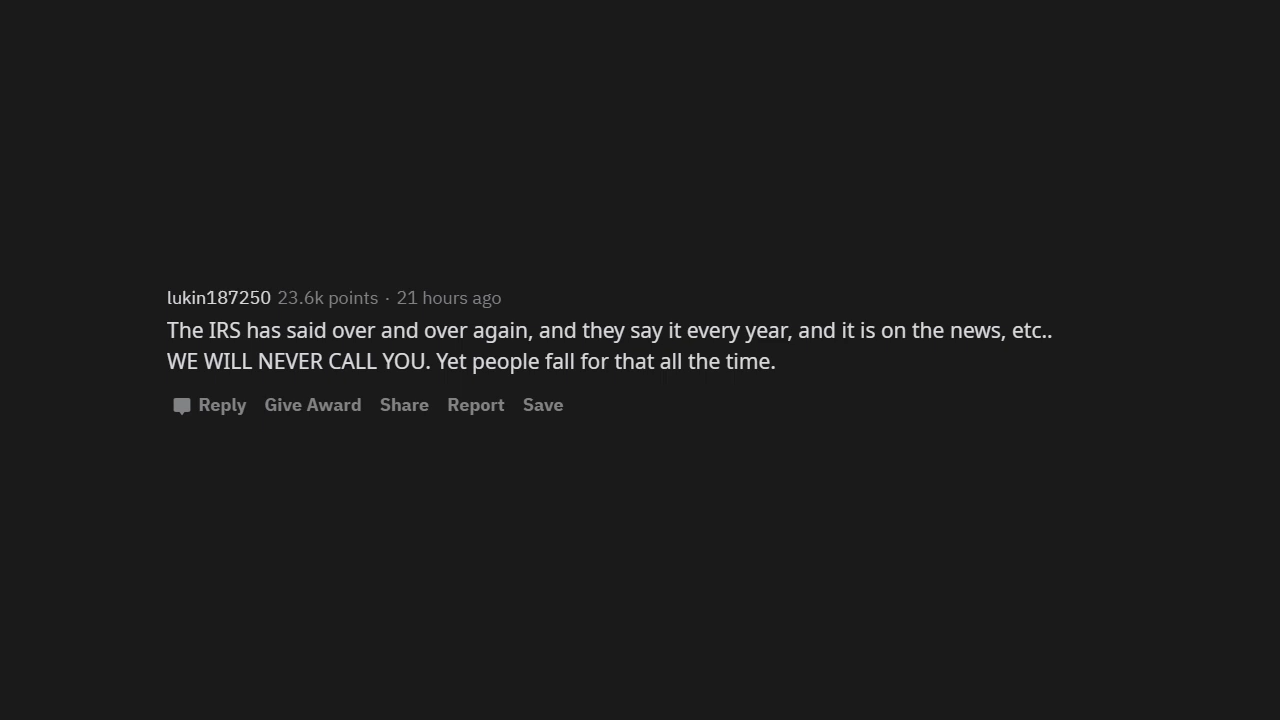 lukin187250 23.6k points · 21 hours ago
The IRS has said over and over again, and they say it every year, and it is on the news, etc..
WE WILL NEVER CALL YOU. Yet people fall for that all the time.
Reply Give Award Share Report Save